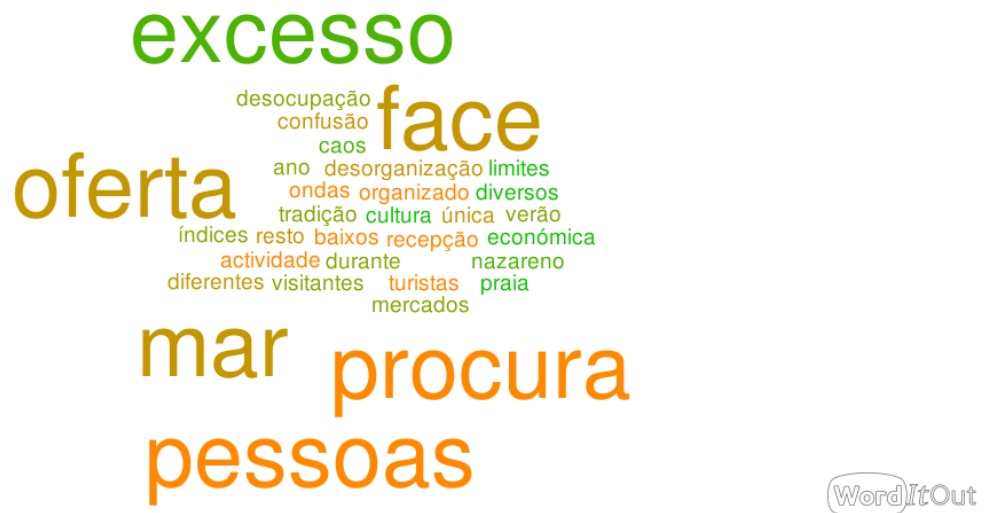 excesso
desocupação face
confusão
caos
oferta ano desorganização limites
ondas organizado diversos
tradição cultura única verão
índices resto baixos recepção económica
actividade durante nazareno
diferentes visitantes turistas praia
mercados
mar procura
pessoas
WordItOut